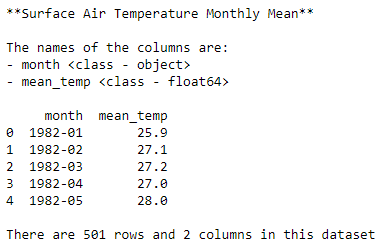 **Surface Air Temperature Monthly Mean**
The names of the columns are:
- month <class - object>
- mean_temp <class - float64>
month mean_temp
0 1982-01 25.9
1 1982-02 27.1
2 1982-03 27.2
3 1982-04 27.0
4 1982-05 28.0
There are 501 rows and 2 columns in this dataset